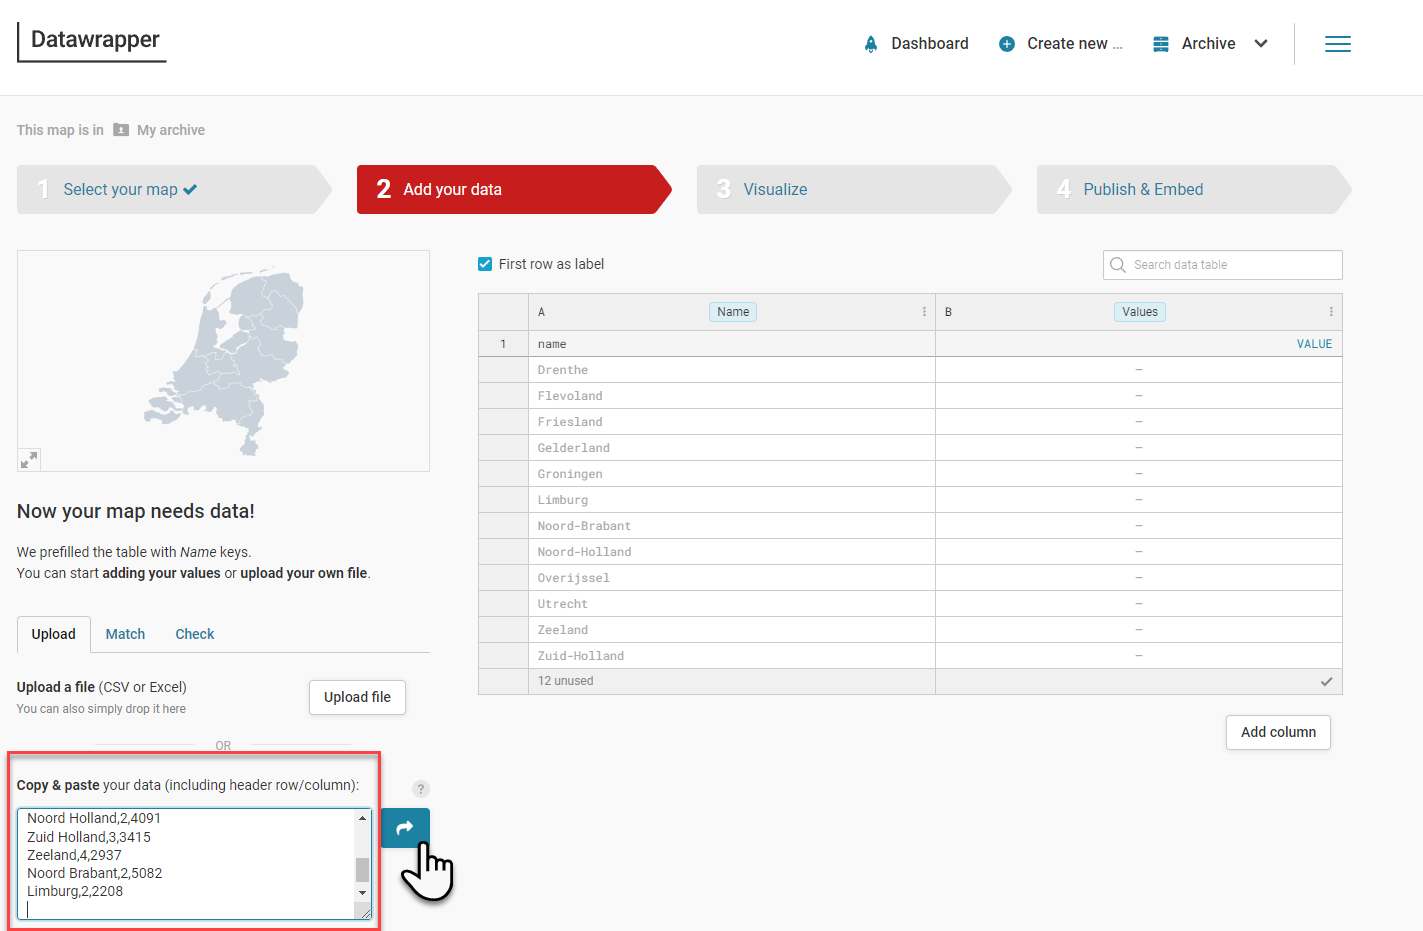 Datawrapper
Dashboard
Create new ...
Archive
This map is in My archive
1 Select your map
2 Add your data
3 Visualize
4 Publish & Embed
First row as label
Search data table
A Name B Values
1 name VALUE
Drenthe –
Flevoland –
Friesland –
Gelderland –
Groningen –
Limburg –
Noord-Brabant –
Noord-Holland –
Overijssel –
Utrecht –
Zeeland –
Zuid-Holland –
12 unused
Add column
Now your map needs data!
We prefilled the table with Name keys.
You can start adding your values or upload your own file.
Upload Match Check
Upload a file (CSV or Excel)
You can also simply drop it here
Upload file
OR
Copy & paste your data (including header row/column):
?
Noord Holland,2,4091
Zuid Holland,3,3415
Zeeland,4,2937
Noord Brabant,2,5082
Limburg,2,2208